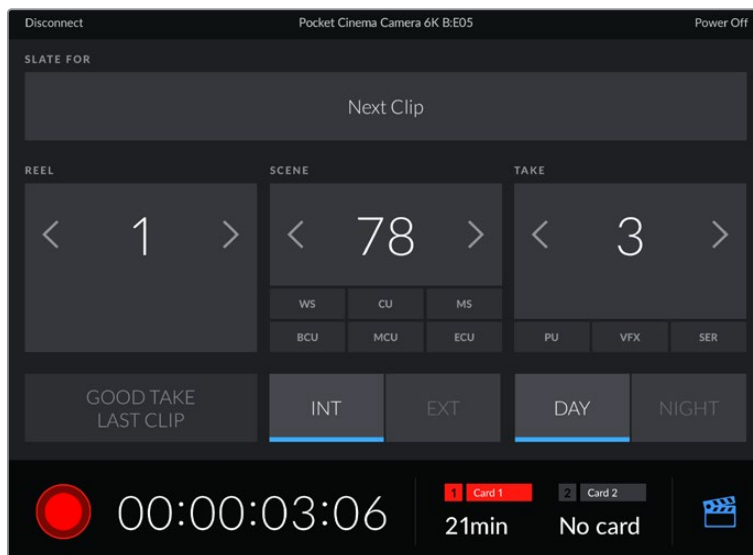 Disconnect Pocket Cinema Camera 6K B:E05 Power Off
SLATE FOR
Next Clip
REEL SCENE TAKE
1 78 3
WS CU MS
BCU MCU ECU PU VFX SER
GOOD TAKE
LAST CLIP
INT EXT DAY NIGHT
1 Card 1 2 Card 2
00:00:03:06 21min No card